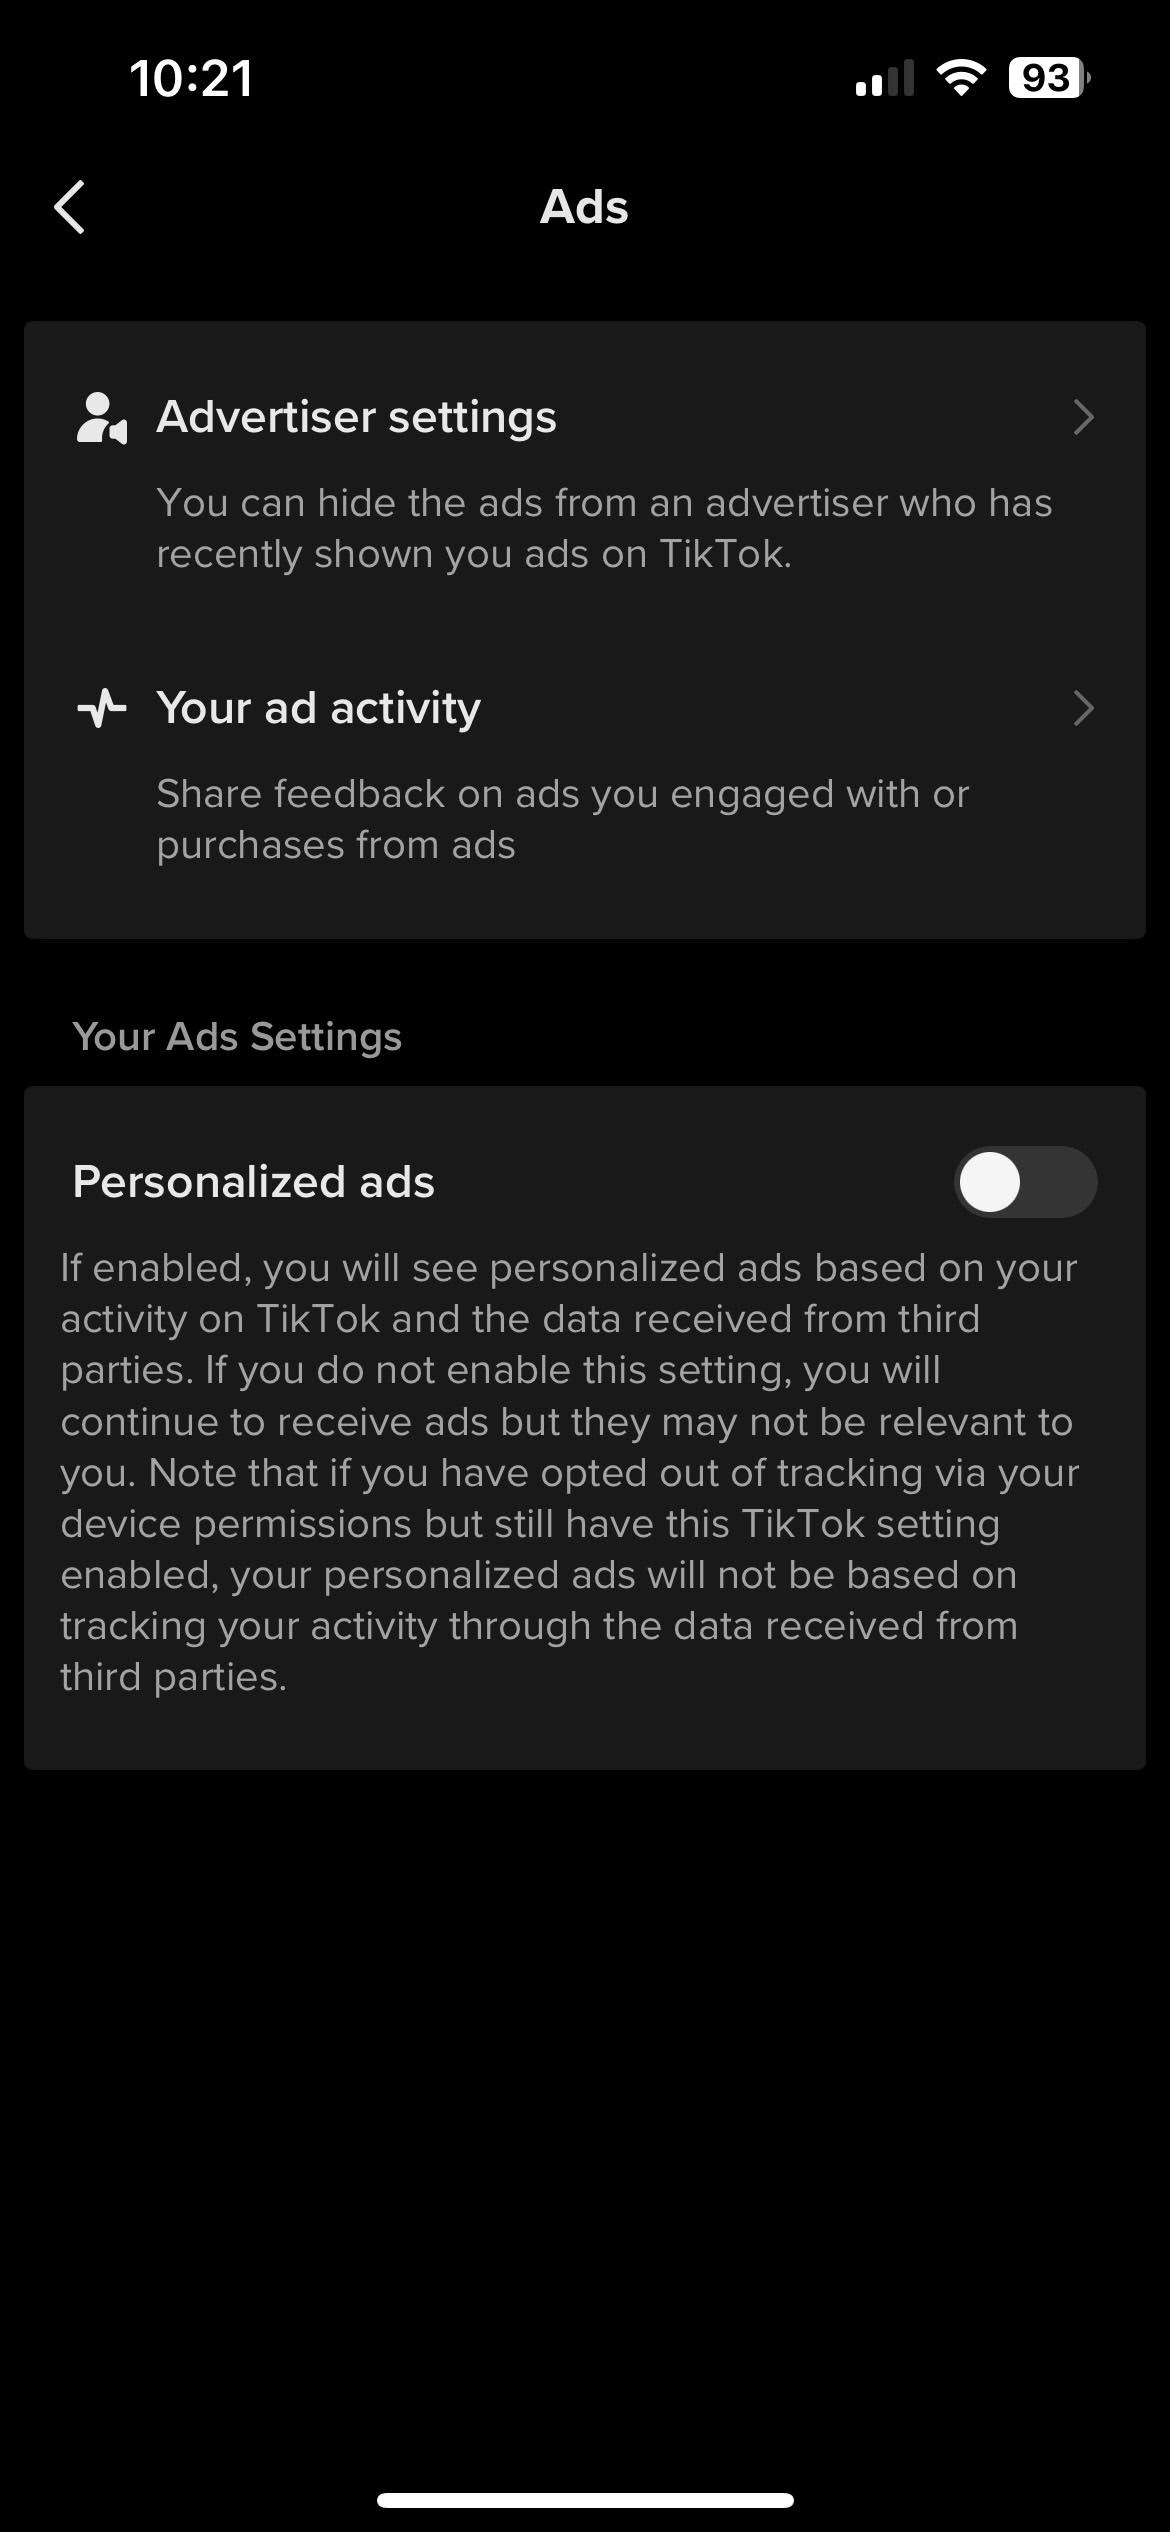 10:21
93
Ads
Advertiser settings
You can hide the ads from an advertiser who has
recently shown you ads on TikTok.
Your ad activity
Share feedback on ads you engaged with or
purchases from ads
Your Ads Settings
Personalized ads
If enabled, you will see personalized ads based on your
activity on TikTok and the data received from third
parties. If you do not enable this setting, you will
continue to receive ads but they may not be relevant to
you. Note that if you have opted out of tracking via your
device permissions but still have this TikTok setting
enabled, your personalized ads will not be based on
tracking your activity through the data received from
third parties.